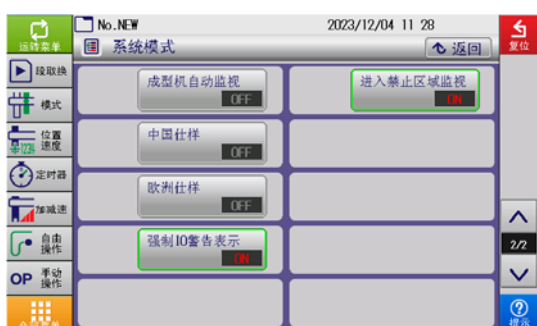 No.NEW
2023/12/04 11 28
运转菜单
系统模式
返回
复位
段取换
模式
位置
速度
定时器
加减速
自由
操作
OP
手动
操作
成型机自动监视
OFF
进入禁止区域监视
ON
中国仕样
OFF
欧洲仕样
OFF
强制IO警告表示
ON
2/2
提示